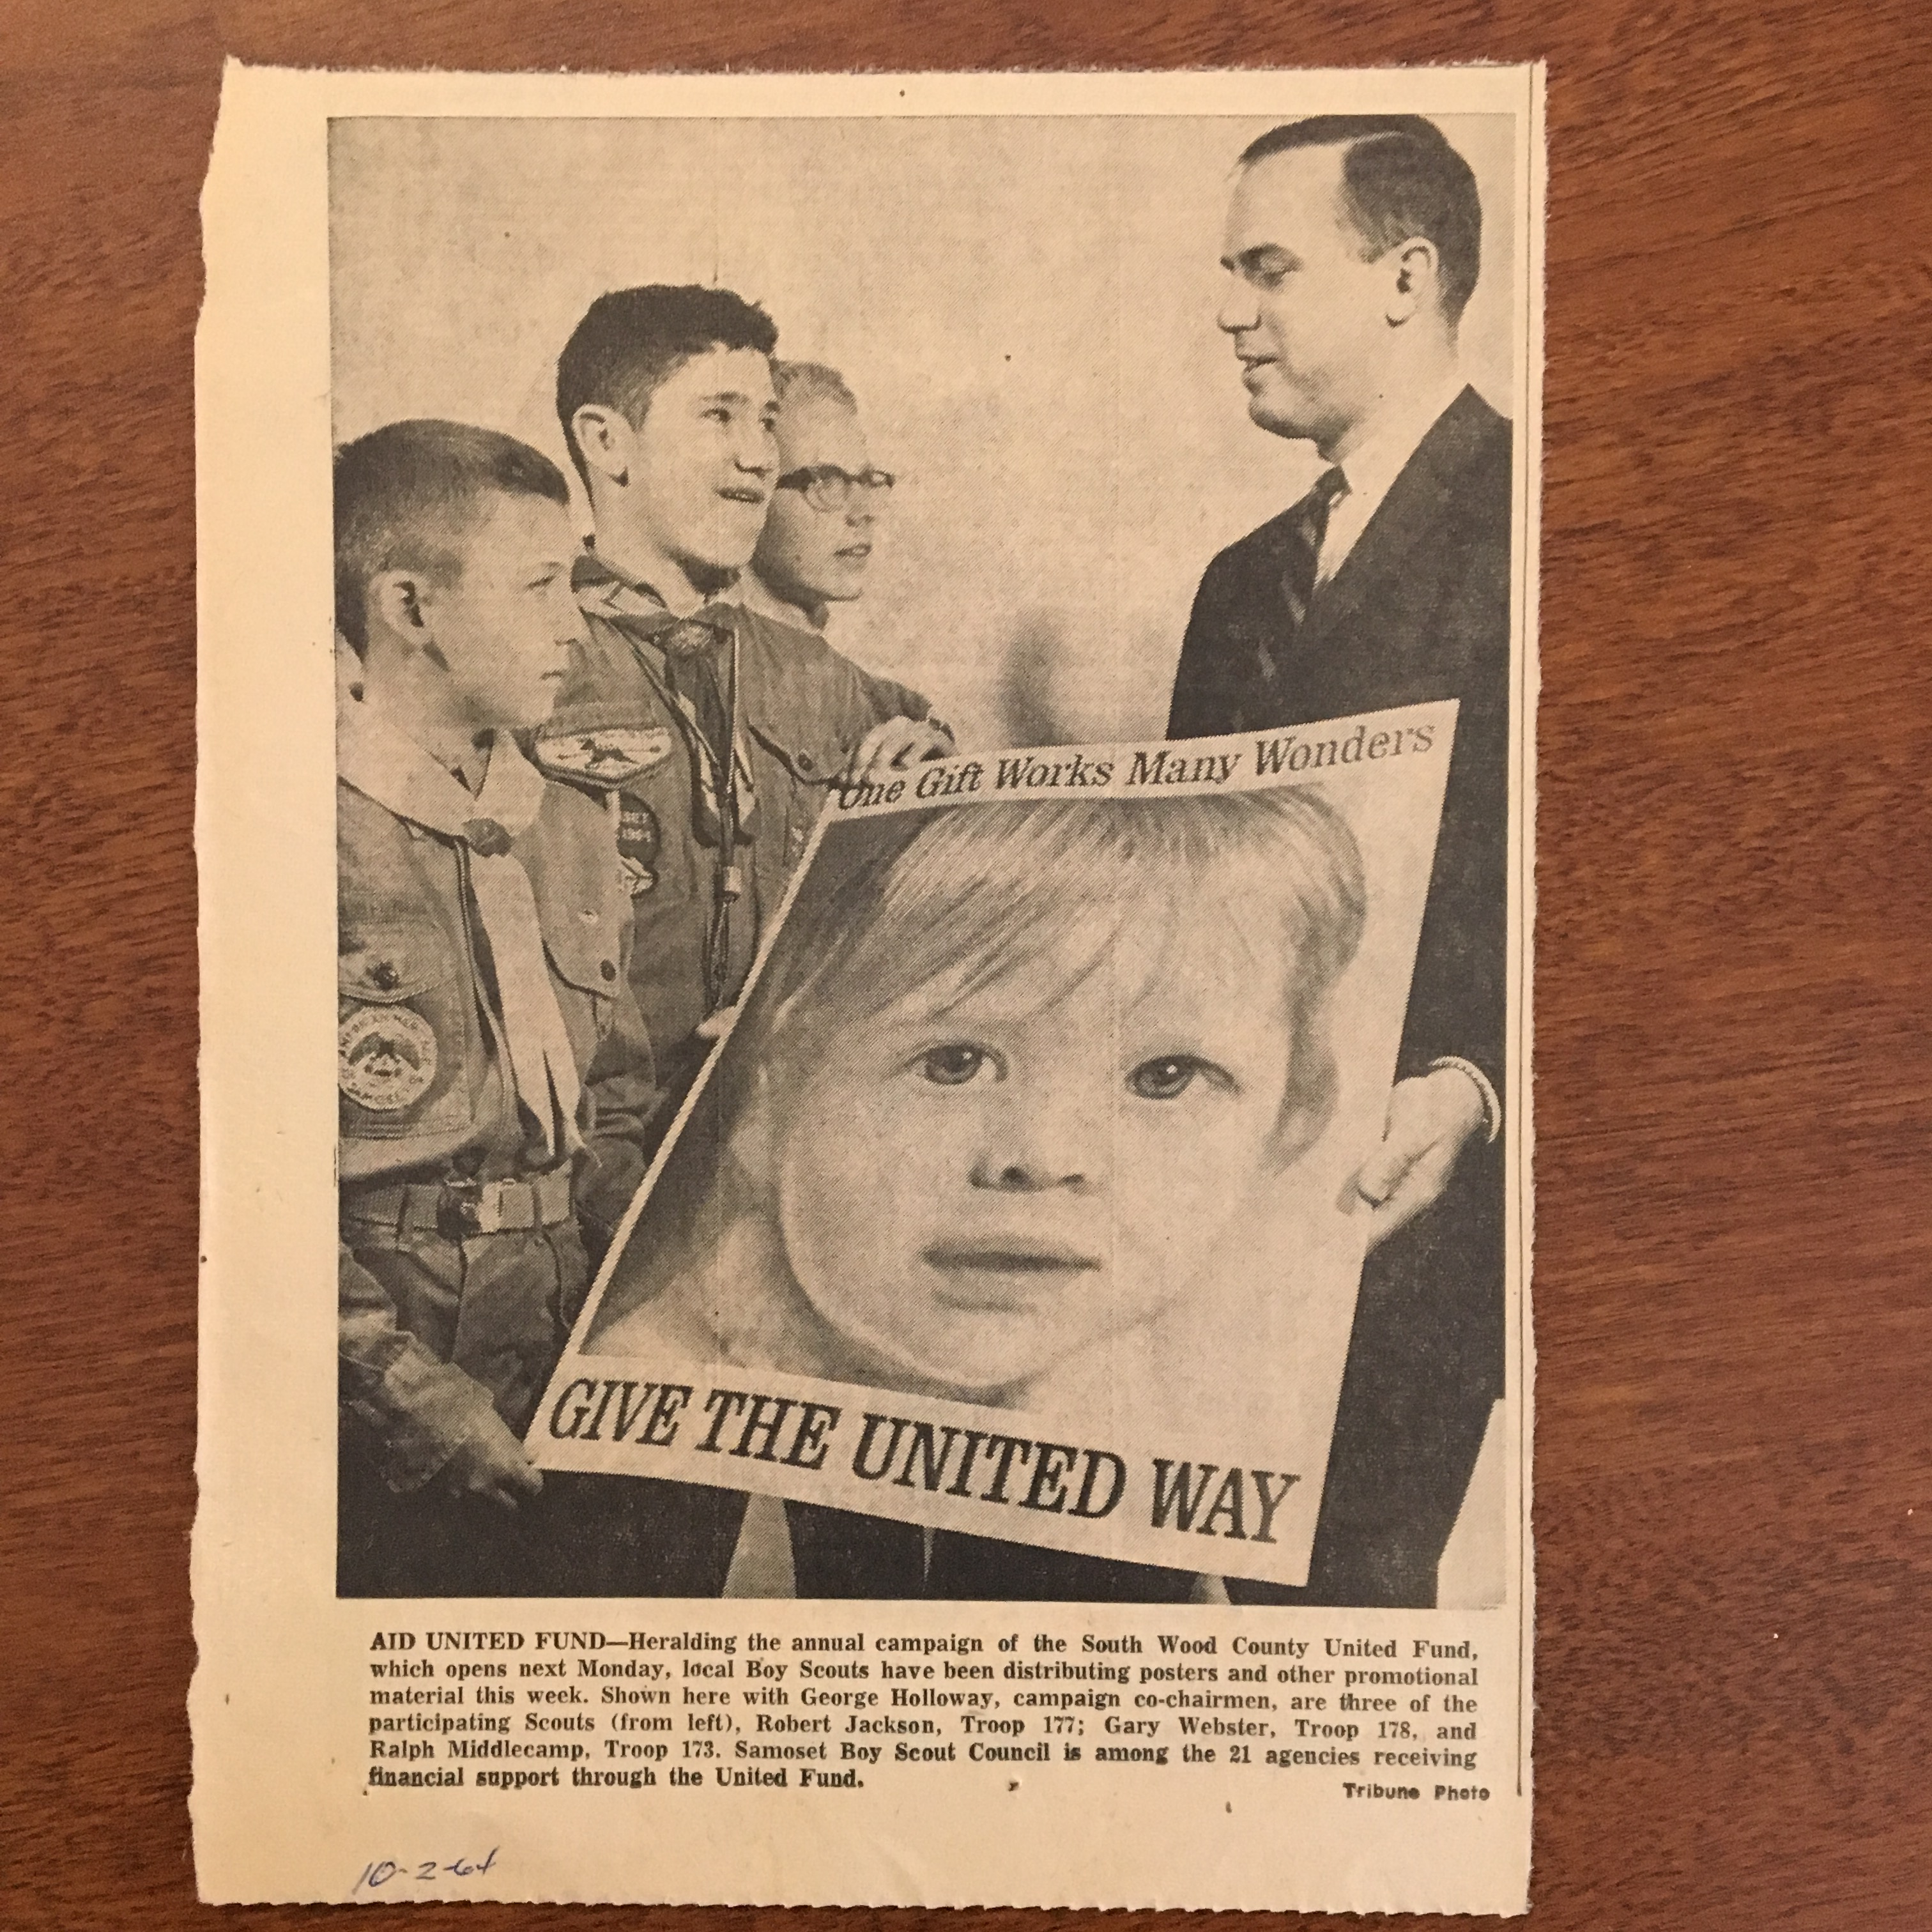 One Gift Works Many Wonders
GIVE THE UNITED WAY
1964
SAMOSET
AID UNITED FUND—Heralding the annual campaign of the South Wood County United Fund,
which opens next Monday, local Boy Scouts have been distributing posters and other promotional
material this week. Shown here with George Holloway, campaign co-chairmen, are three of the
participating Scouts (from left), Robert Jackson, Troop 177; Gary Webster, Troop 178, and
Ralph Middlecamp, Troop 173. Samoset Boy Scout Council is among the 21 agencies receiving
financial support through the United Fund.
Tribune Photo
10-2-64